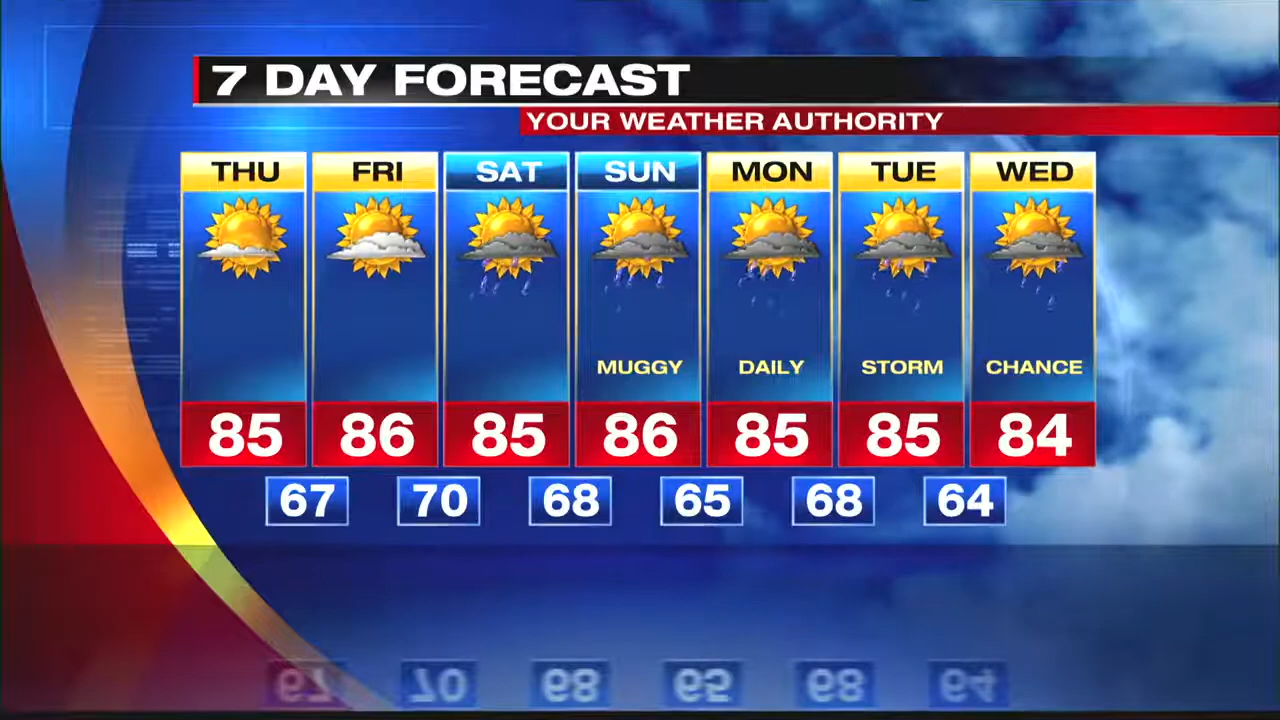 7 DAY FORECAST
YOUR WEATHER AUTHORITY
THU FRI SAT SUN MON TUE WED
MUGGY DAILY STORM CHANCE
85 86 85 86 85 85 84
67 70 68 65 68 64